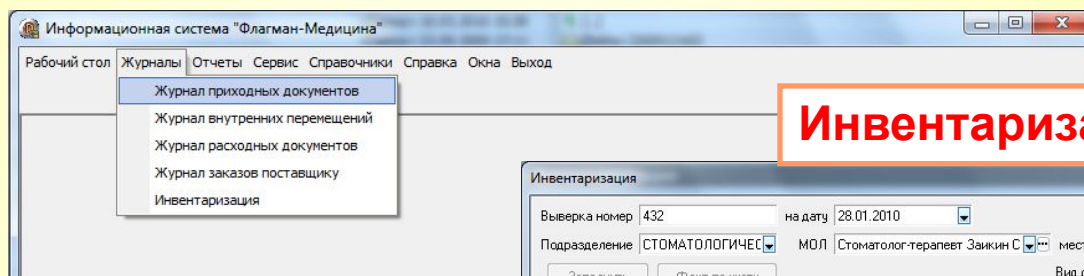 Информационная система "Флагман-Медицина"
Рабочий стол Журналы Отчеты Сервис Справочники Справка Окна Выход
Журнал приходных документов
Журнал внутренних перемещений
Журнал расходных документов
Журнал заказов поставщику
Инвентаризация
Инвентариза
Инвентаризация
Выверка номер 432 на дату 28.01.2010
Подразделение СТОМАТОЛОГИЧЕС МОЛ Стоматолог-терапевт Заикин С мест